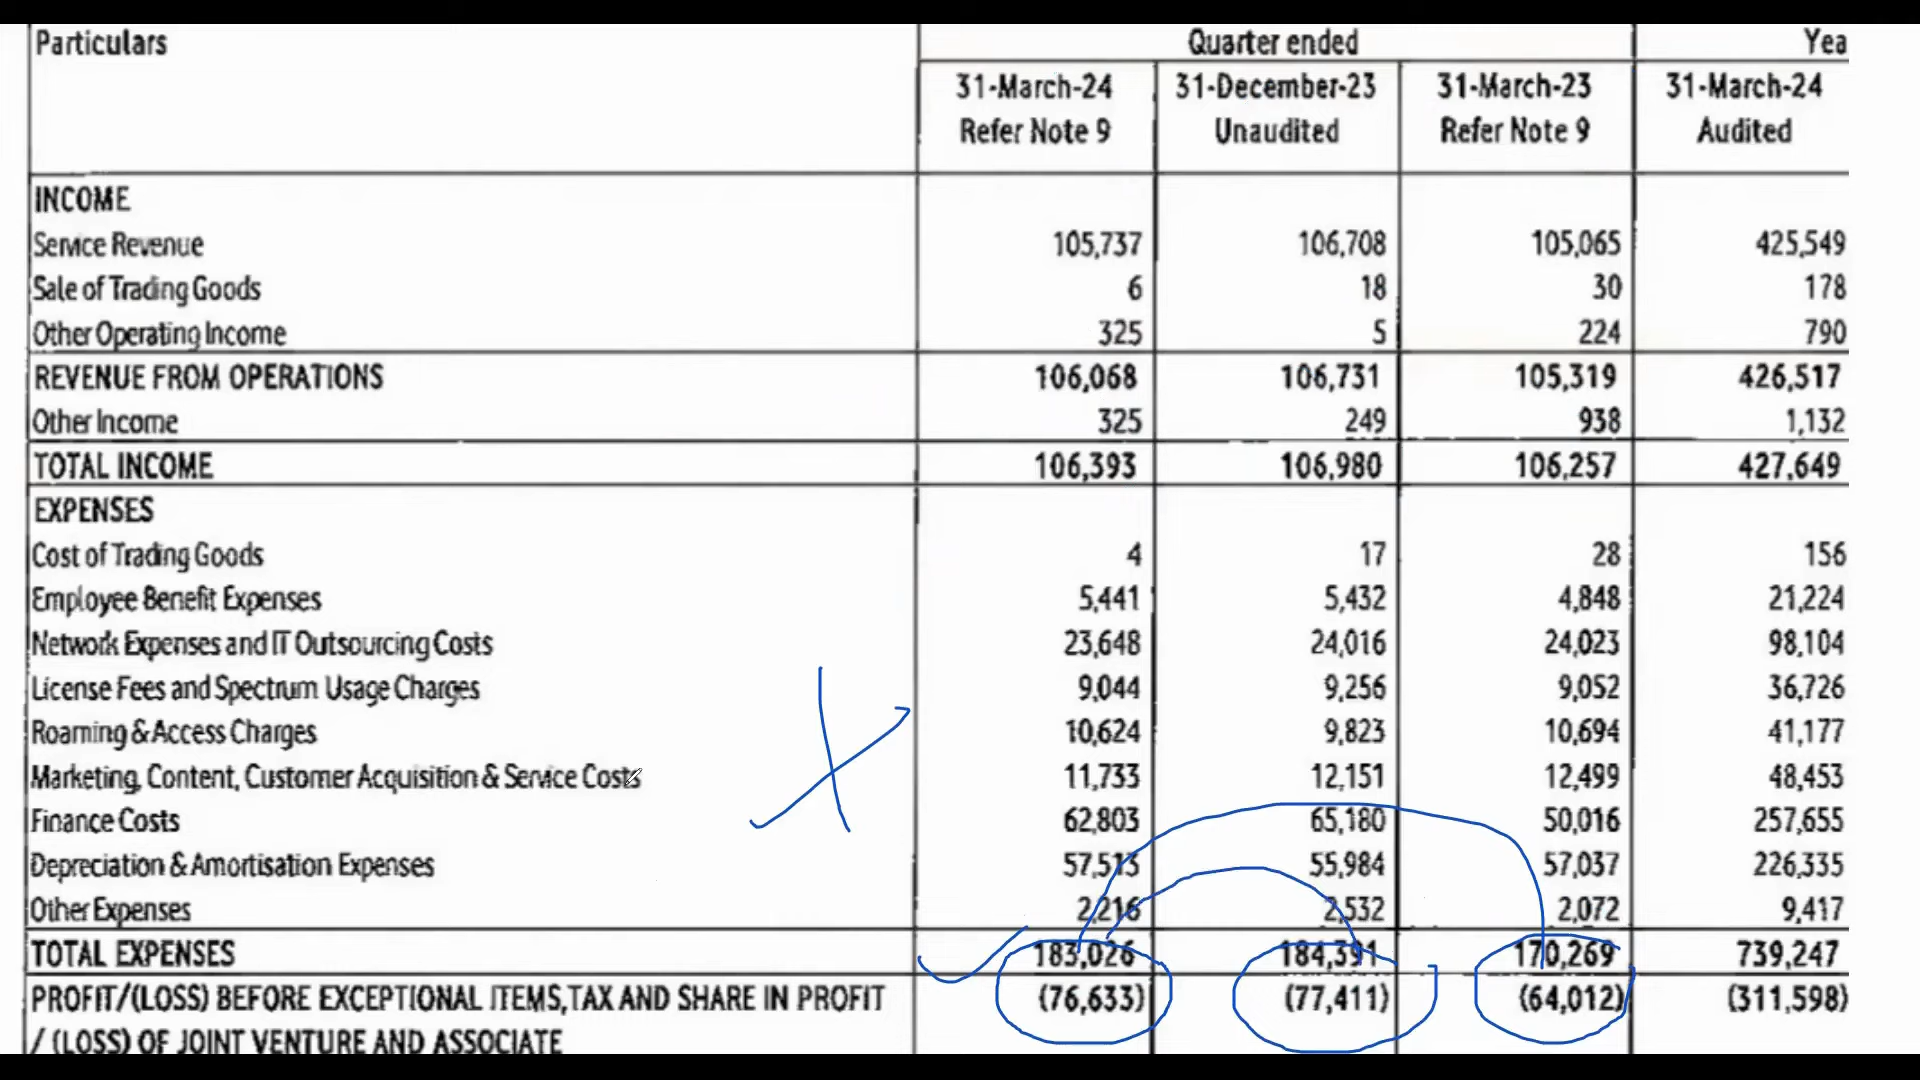 Particulars Quarter ended Yea
31-March-24 31-December-23 31-March-23 31-March-24
Refer Note 9 Unaudited Refer Note 9 Audited
INCOME
Service Revenue 105,737 106,708 105,065 425,549
Sale of Trading Goods 6 18 30 178
Other Operating Income 325 5 224 790
REVENUE FROM OPERATIONS 106,068 106,731 105,319 426,517
Other Income 325 249 938 1,132
TOTAL INCOME 106,393 106,980 106,257 427,649
EXPENSES
Cost of Trading Goods 4 17 28 156
Employee Benefit Expenses 5,441 5,432 4,848 21,224
Network Expenses and IT Outsourcing Costs 23,648 24,016 24,023 98,104
License Fees and Spectrum Usage Charges 9,044 9,256 9,052 36,726
Roaming & Access Charges 10,624 9,823 10,694 41,177
Marketing, Content, Customer Acquisition & Service Costs 11,733 12,151 12,499 48,453
Finance Costs 62,803 65,180 50,016 257,655
Depreciation & Amortisation Expenses 57,513 55,984 57,037 226,335
Other Expenses 2,216 2,532 2,072 9,417
TOTAL EXPENSES 183,026 184,391 170,269 739,247
PROFIT/(LOSS) BEFORE EXCEPTIONAL ITEMS,TAX AND SHARE IN PROFIT (76,633) (77,411) (64,012) (311,598)
/ (LOSS) OF JOINT VENTURE AND ASSOCIATE